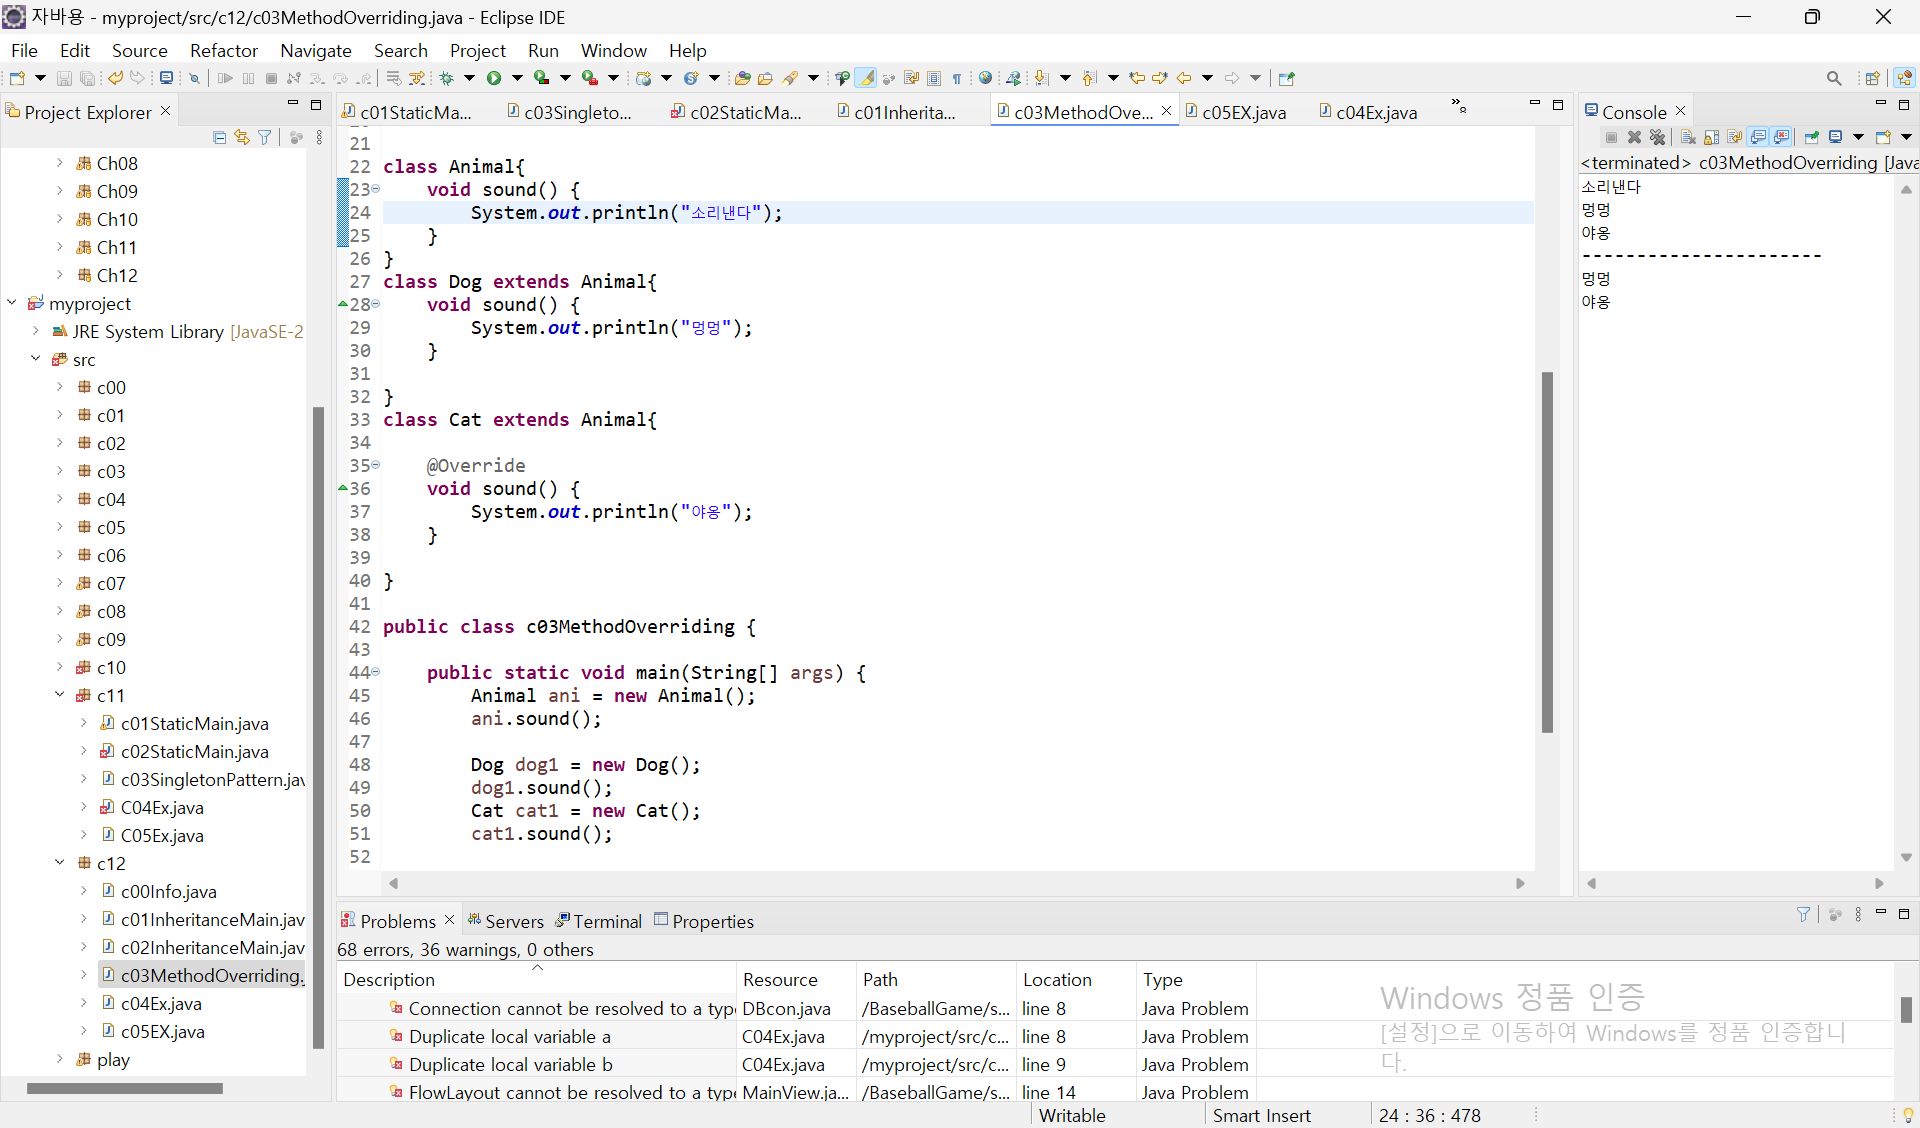 자바용 - myproject/src/c12/c03MethodOverriding.java - Eclipse IDE
File Edit Source Refactor Navigate Search Project Run Window Help
Project Explorer
Ch08
Ch09
Ch10
Ch11
Ch12
myproject
JRE System Library [JavaSE-2
src
c00
c01
c02
c03
c04
c05
c06
c07
c08
c09
c10
c11
c01StaticMain.java
c02StaticMain.java
c03SingletonPattern.jav
C04Ex.java
C05Ex.java
c12
c00Info.java
c01InheritanceMain.jav
c02InheritanceMain.jav
c03MethodOverriding.
c04Ex.java
c05EX.java
play
c01StaticMa... c03Singleto... c02StaticMa... c01Inherita... c03MethodOve... c05EX.java c04Ex.java
21
22 class Animal{
23 void sound() {
24 System.out.println("소리낸다");
25 }
26 }
27 class Dog extends Animal{
28 void sound() {
29 System.out.println("멍멍");
30 }
31
32 }
33 class Cat extends Animal{
34
35 @Override
36 void sound() {
37 System.out.println("야옹");
38 }
39
40 }
41
42 public class c03MethodOverriding {
43
44 public static void main(String[] args) {
45 Animal ani = new Animal();
46 ani.sound();
47
48 Dog dog1 = new Dog();
49 dog1.sound();
50 Cat cat1 = new Cat();
51 cat1.sound();
52
Console
<terminated> c03MethodOverriding [Java
소리낸다
멍멍
야옹
----------------------
멍멍
야옹
Problems Servers Terminal Properties
68 errors, 36 warnings, 0 others
Description Resource Path Location Type
Connection cannot be resolved to a type DBcon.java /BaseballGame/s... line 8 Java Problem
Duplicate local variable a C04Ex.java /myproject/src/c... line 8 Java Problem
Duplicate local variable b C04Ex.java /myproject/src/c... line 9 Java Problem
FlowLayout cannot be resolved to a type MainView.ja... /BaseballGame/s... line 14 Java Problem
Windows 정품 인증
[설정]으로 이동하여 Windows를 정품 인증합니
다.
Writable Smart Insert 24 : 36 : 478